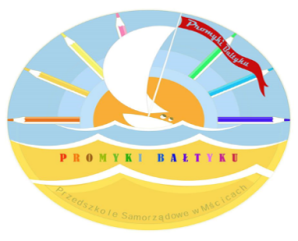 Promyki Bałtyku
PROMYKI BAŁTYKU
Przedszkole Samorządowe w Mścicach